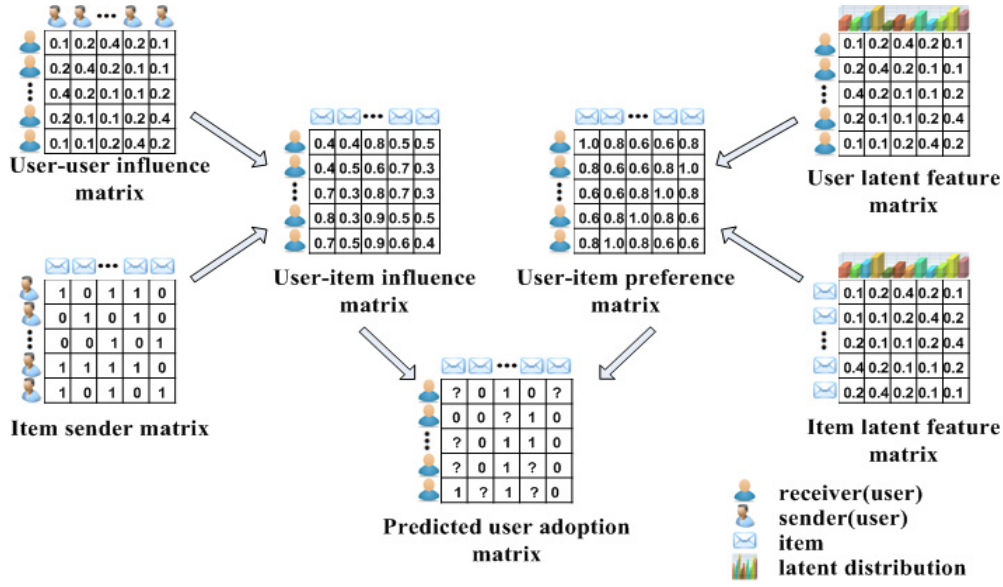 0.1 0.2 0.4 0.2 0.1
0.2 0.4 0.2 0.1 0.1
0.4 0.2 0.1 0.1 0.2
0.2 0.1 0.1 0.2 0.4
0.1 0.1 0.2 0.4 0.2
User-user influence
matrix
1 0 1 1 0
0 1 0 1 0
0 0 1 0 1
1 1 1 1 0
1 0 1 0 1
Item sender matrix
0.4 0.4 0.8 0.5 0.5
0.4 0.5 0.6 0.7 0.3
0.7 0.3 0.8 0.7 0.3
0.8 0.3 0.9 0.5 0.5
0.7 0.5 0.9 0.6 0.4
User-item influence
matrix
1.0 0.8 0.6 0.6 0.8
0.8 0.6 0.6 0.8 1.0
0.6 0.6 0.8 1.0 0.8
0.6 0.8 1.0 0.8 0.6
0.8 1.0 0.8 0.6 0.6
User-item preference
matrix
0.1 0.2 0.4 0.2 0.1
0.2 0.4 0.2 0.1 0.1
0.4 0.2 0.1 0.1 0.2
0.2 0.1 0.1 0.2 0.4
0.1 0.1 0.2 0.4 0.2
User latent feature
matrix
0.1 0.2 0.4 0.2 0.1
0.1 0.1 0.2 0.4 0.2
0.2 0.1 0.1 0.2 0.4
0.4 0.2 0.1 0.1 0.2
0.2 0.4 0.2 0.1 0.1
Item latent feature
matrix
? 0 1 0 ?
0 0 ? 1 0
? 0 1 1 0
? 0 1 ? 0
1 ? 1 ? 0
Predicted user adoption
matrix
receiver(user)
sender(user)
item
latent distribution